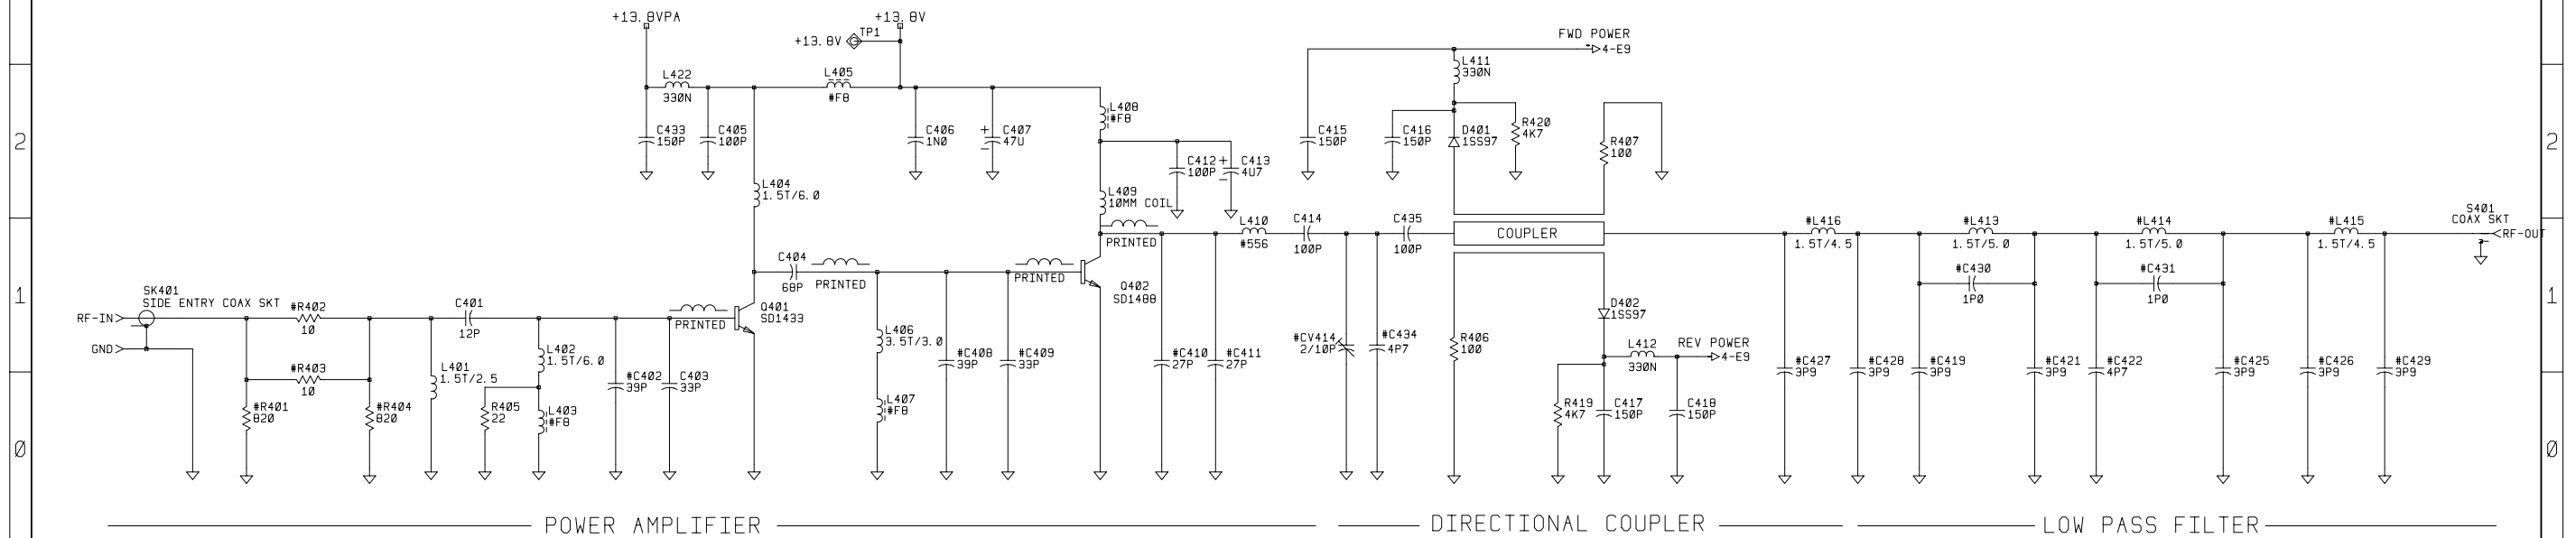 +13.8VPA
+13.8V
+13.8V
TP1
FWD POWER
4-E9
L422
330N
L405
#F8
L411
330N
L408
#F8
C433
150P
C405
100P
C406
1N0
+
C407
47U
-
C415
150P
C416
150P
D401
1SS97
R420
4K7
R407
100
2
2
C412
100P
+
C413
4U7
-
L404
1.5T/6.0
L409
10MM COIL
PRINTED
L410
#556
C414
100P
C435
100P
COUPLER
#L416
1.5T/4.5
#L413
1.5T/5.0
#L414
1.5T/5.0
#L415
1.5T/4.5
S401
COAX SKT
RF-OUT
C404
68P
PRINTED
PRINTED
Q402
SD1488
#C430
1P0
#C431
1P0
1
1
SK401
SIDE ENTRY COAX SKT
RF-IN
GND
#R402
10
C401
12P
PRINTED
Q401
SD1433
D402
1SS97
L406
3.5T/3.0
#CV414
2/10P
#C434
4P7
R406
100
L412
330N
REV POWER
4-E9
L402
1.5T/6.0
#R403
10
L401
1.5T/2.5
#C402
39P
C403
33P
#C408
39P
#C409
33P
#C410
27P
#C411
27P
#C427
3P9
#C428
3P9
#C419
3P9
#C421
3P9
#C422
4P7
#C425
3P9
#C426
3P9
#C429
3P9
#R401
820
#R404
820
R405
22
L403
#F8
L407
#F8
R419
4K7
C417
150P
C418
150P
0
0
POWER AMPLIFIER
DIRECTIONAL COUPLER
LOW PASS FILTER